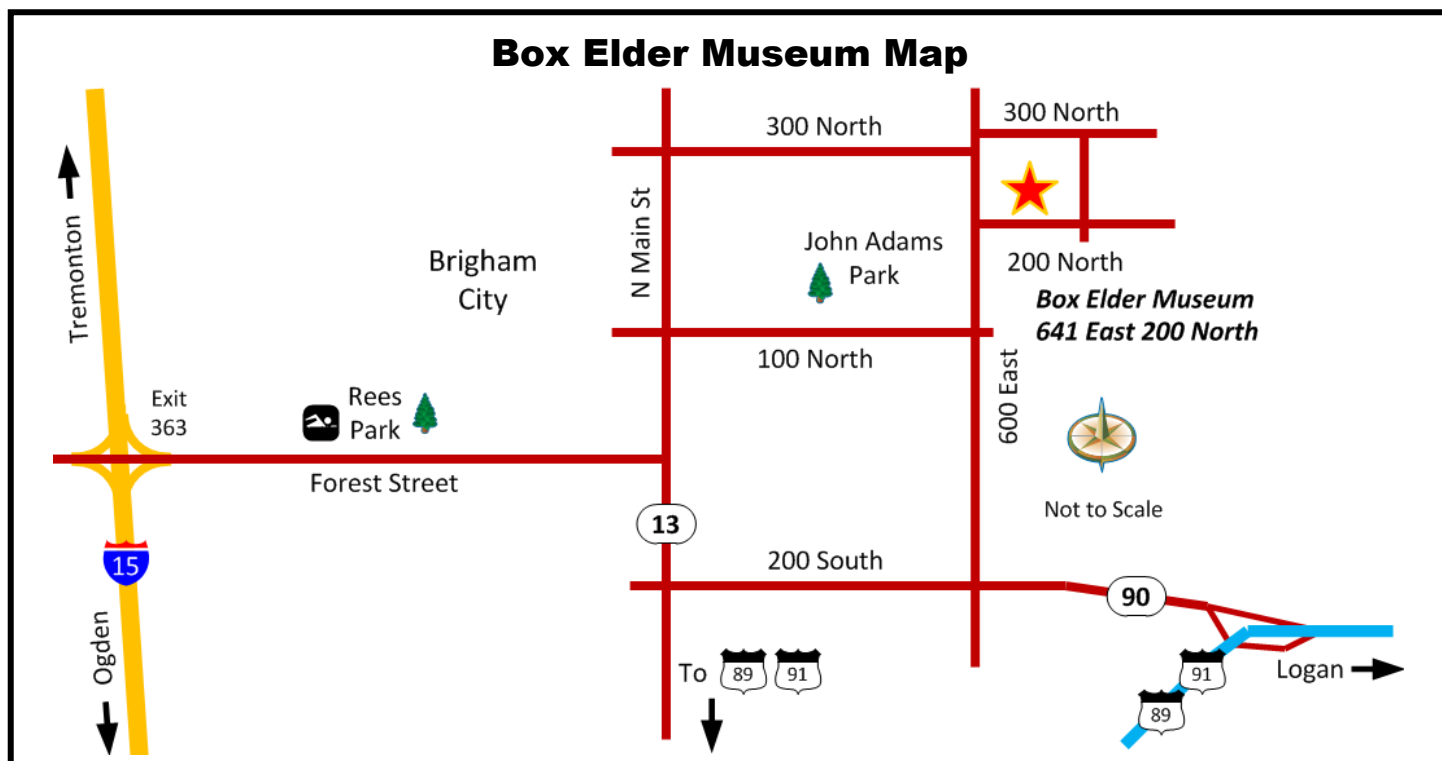 Box Elder Museum Map
300 North
300 North
N Main St
John Adams
Park
200 North
Box Elder Museum
641 East 200 North
Brigham
City
Tremonton
100 North
600 East
Exit
363
Rees
Park
Forest Street
Not to Scale
13
15
200 South
90
Ogden
To 89 91
91
89
Logan